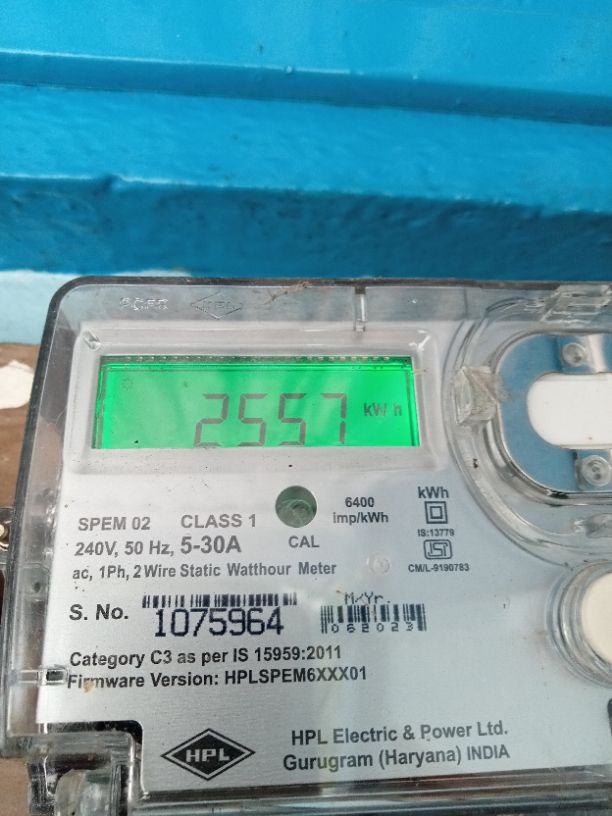 HPL
2557 kWh
SPEM 02 CLASS 1
6400 imp/kWh
kWh
IS:13779
240V, 50 Hz, 5-30A
CAL
CM/L-9190783
ac, 1Ph, 2Wire Static Watthour Meter
M/Yr.
S. No. 1075964
062023
Category C3 as per IS 15959:2011
Firmware Version: HPLSPEM6XXX01
HPL
HPL Electric & Power Ltd.
Gurugram (Haryana) INDIA